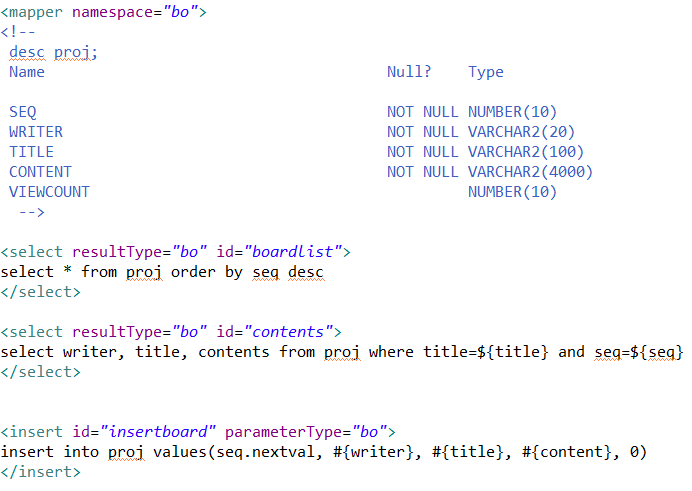 <mapper namespace="bo">
<!--
desc proj;
Name Null? Type
SEQ NOT NULL NUMBER(10)
WRITER NOT NULL VARCHAR2(20)
TITLE NOT NULL VARCHAR2(100)
CONTENT NOT NULL VARCHAR2(4000)
VIEWCOUNT NUMBER(10)
-->
<select resultType="bo" id="boardlist">
select * from proj order by seq desc
</select>
<select resultType="bo" id="contents">
select writer, title, contents from proj where title=${title} and seq=${seq}
</select>
<insert id="insertboard" parameterType="bo">
insert into proj values(seq.nextval, #{writer}, #{title}, #{content}, 0)
</insert>